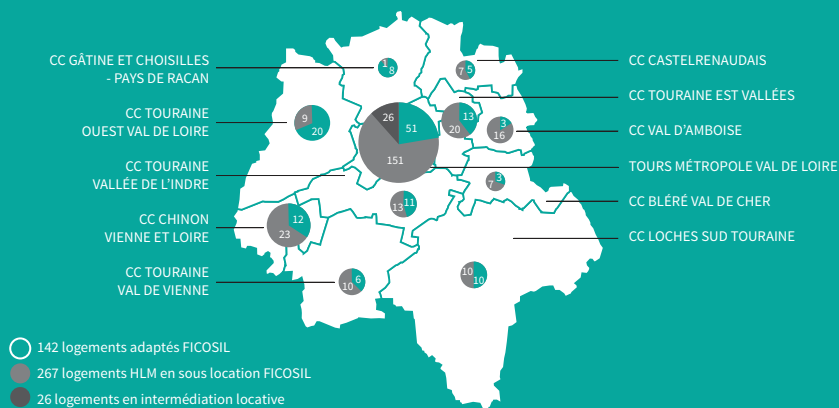 CC GÂTINE ET CHOISILLES
- PAYS DE RACAN
CC TOURAINE
OUEST VAL DE LOIRE
CC TOURAINE
VALLÉE DE L'INDRE
CC CHINON
VIENNE ET LOIRE
CC TOURAINE
VAL DE VIENNE
1
8
7 5
9
20
26
51
151
13
20
3
16
3
7
11
13
12
23
6
10
10
10
CC CASTELRENAUDAIS
CC TOURAINE EST VALLÉES
CC VAL D'AMBOISE
TOURS MÉTROPOLE VAL DE LOIRE
CC BLÉRÉ VAL DE CHER
CC LOCHES SUD TOURAINE
142 logements adaptés FICOSIL
267 logements HLM en sous location FICOSIL
26 logements en intermédiation locative